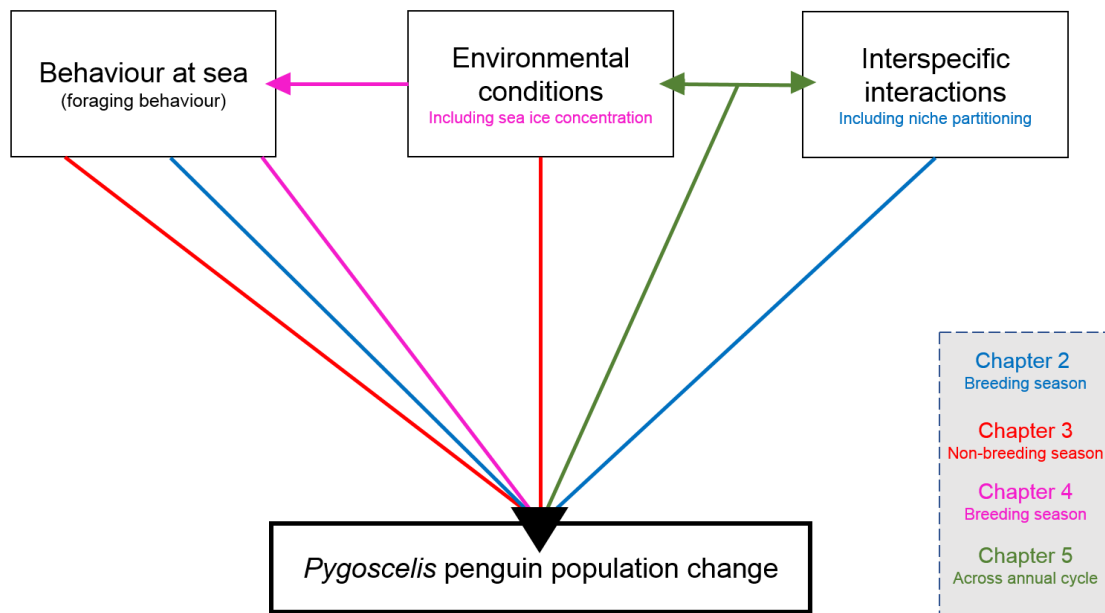 Behaviour at sea
(foraging behaviour)
Environmental
conditions
Including sea ice concentration
Interspecific
interactions
Including niche partitioning
Chapter 2
Breeding season
Chapter 3
Non-breeding season
Chapter 4
Breeding season
Chapter 5
Across annual cycle
Pygoscelis penguin population change